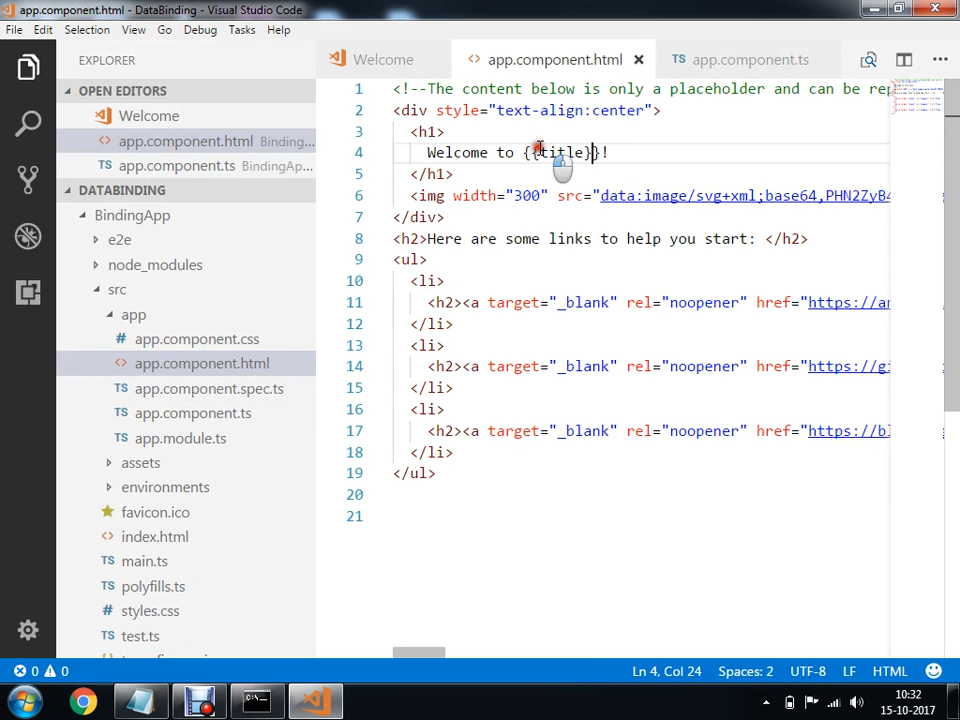 app.component.html - DataBinding - Visual Studio Code
File Edit Selection View Go Debug Tasks Help
EXPLORER
OPEN EDITORS
Welcome
app.component.html Binding...
app.component.ts BindingAp...
DATABINDING
BindingApp
e2e
node_modules
src
app
app.component.css
app.component.html
app.component.spec.ts
app.component.ts
app.module.ts
assets
environments
favicon.ico
index.html
main.ts
polyfills.ts
styles.css
test.ts
Welcome app.component.html app.component.ts
1 <!--The content below is only a placeholder and can be rep
2 <div style="text-align:center">
3 <h1>
4 Welcome to {{title}}!
5 </h1>
6 <img width="300" src="data:image/svg+xml;base64,PHN2ZyB4
7 </div>
8 <h2>Here are some links to help you start: </h2>
9 <ul>
10 <li>
11 <h2><a target="_blank" rel="noopener" href="https://an
12 </li>
13 <li>
14 <h2><a target="_blank" rel="noopener" href="https://gi
15 </li>
16 <li>
17 <h2><a target="_blank" rel="noopener" href="https://bl
18 </li>
19 </ul>
20
21
0 0 Ln 4, Col 24 Spaces: 2 UTF-8 LF HTML
10:32
15-10-2017